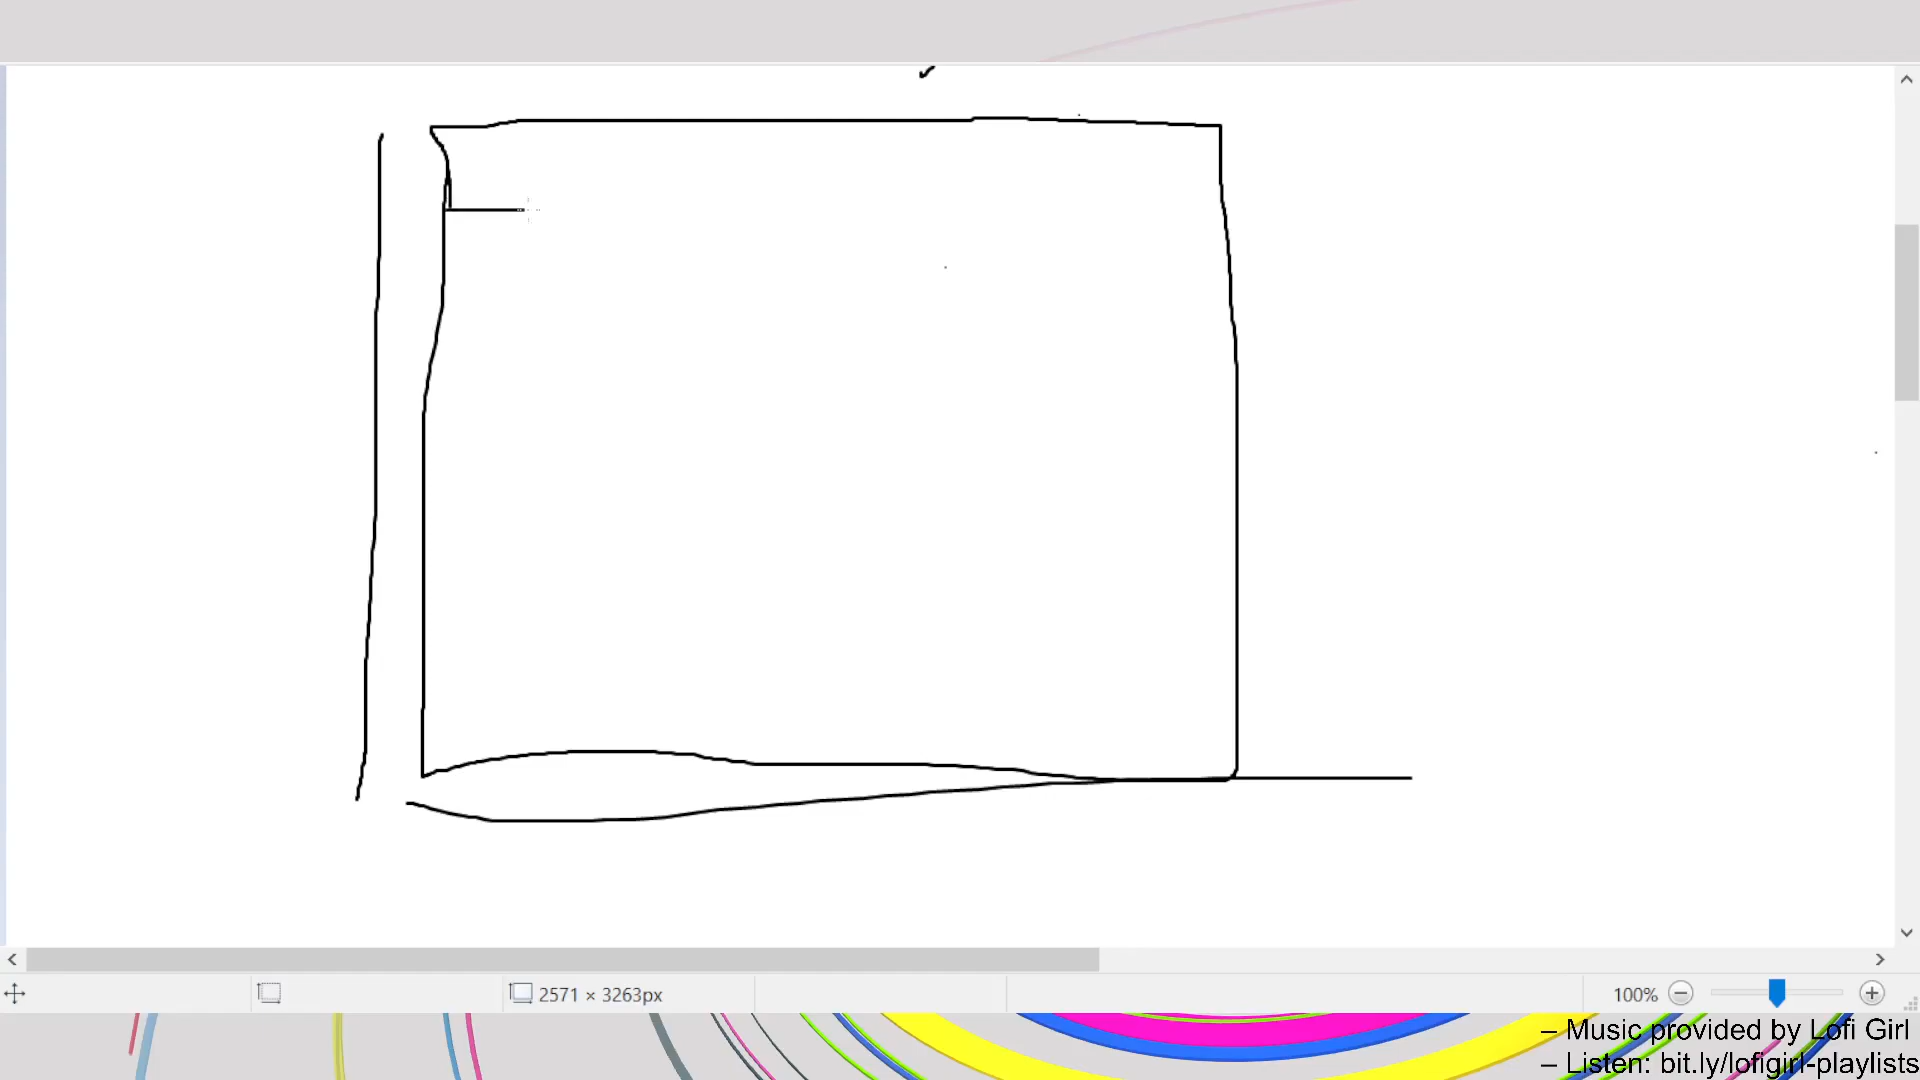 2571 × 3263px
100%
– Music provided by Lofi Girl
– Listen: bit.ly/lofigirl-playlists